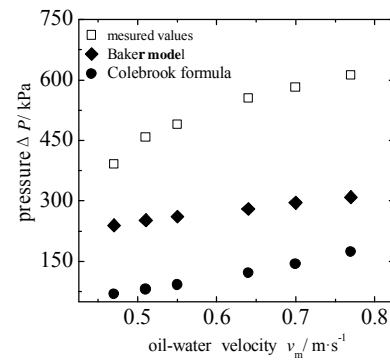 750
600
450
300
150
pressure Δ P/ kPa
mesured values
Baker model
Colebrook formula
0.5 0.6 0.7 0.8
oil-water velocity vm/ m·s-1